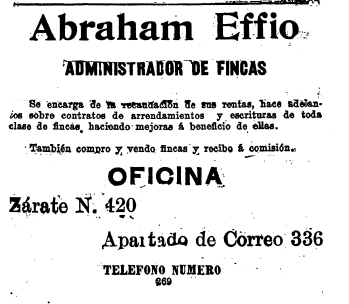 Abraham Effio
ADMINISTRADOR DE FINCAS
Se encarga de la recaudación de sus rentas, hace adelan-
ios sobre contratos de arrendamientos y escrituras de toda
clase de fincas, haciendo mejoras á beneficio de ellas.
También compro y vendo fincas y recibo á comisión.
OFICINA
Zárate N. 420
Apartado de Correo 336
TELEFONO NUMERO
269